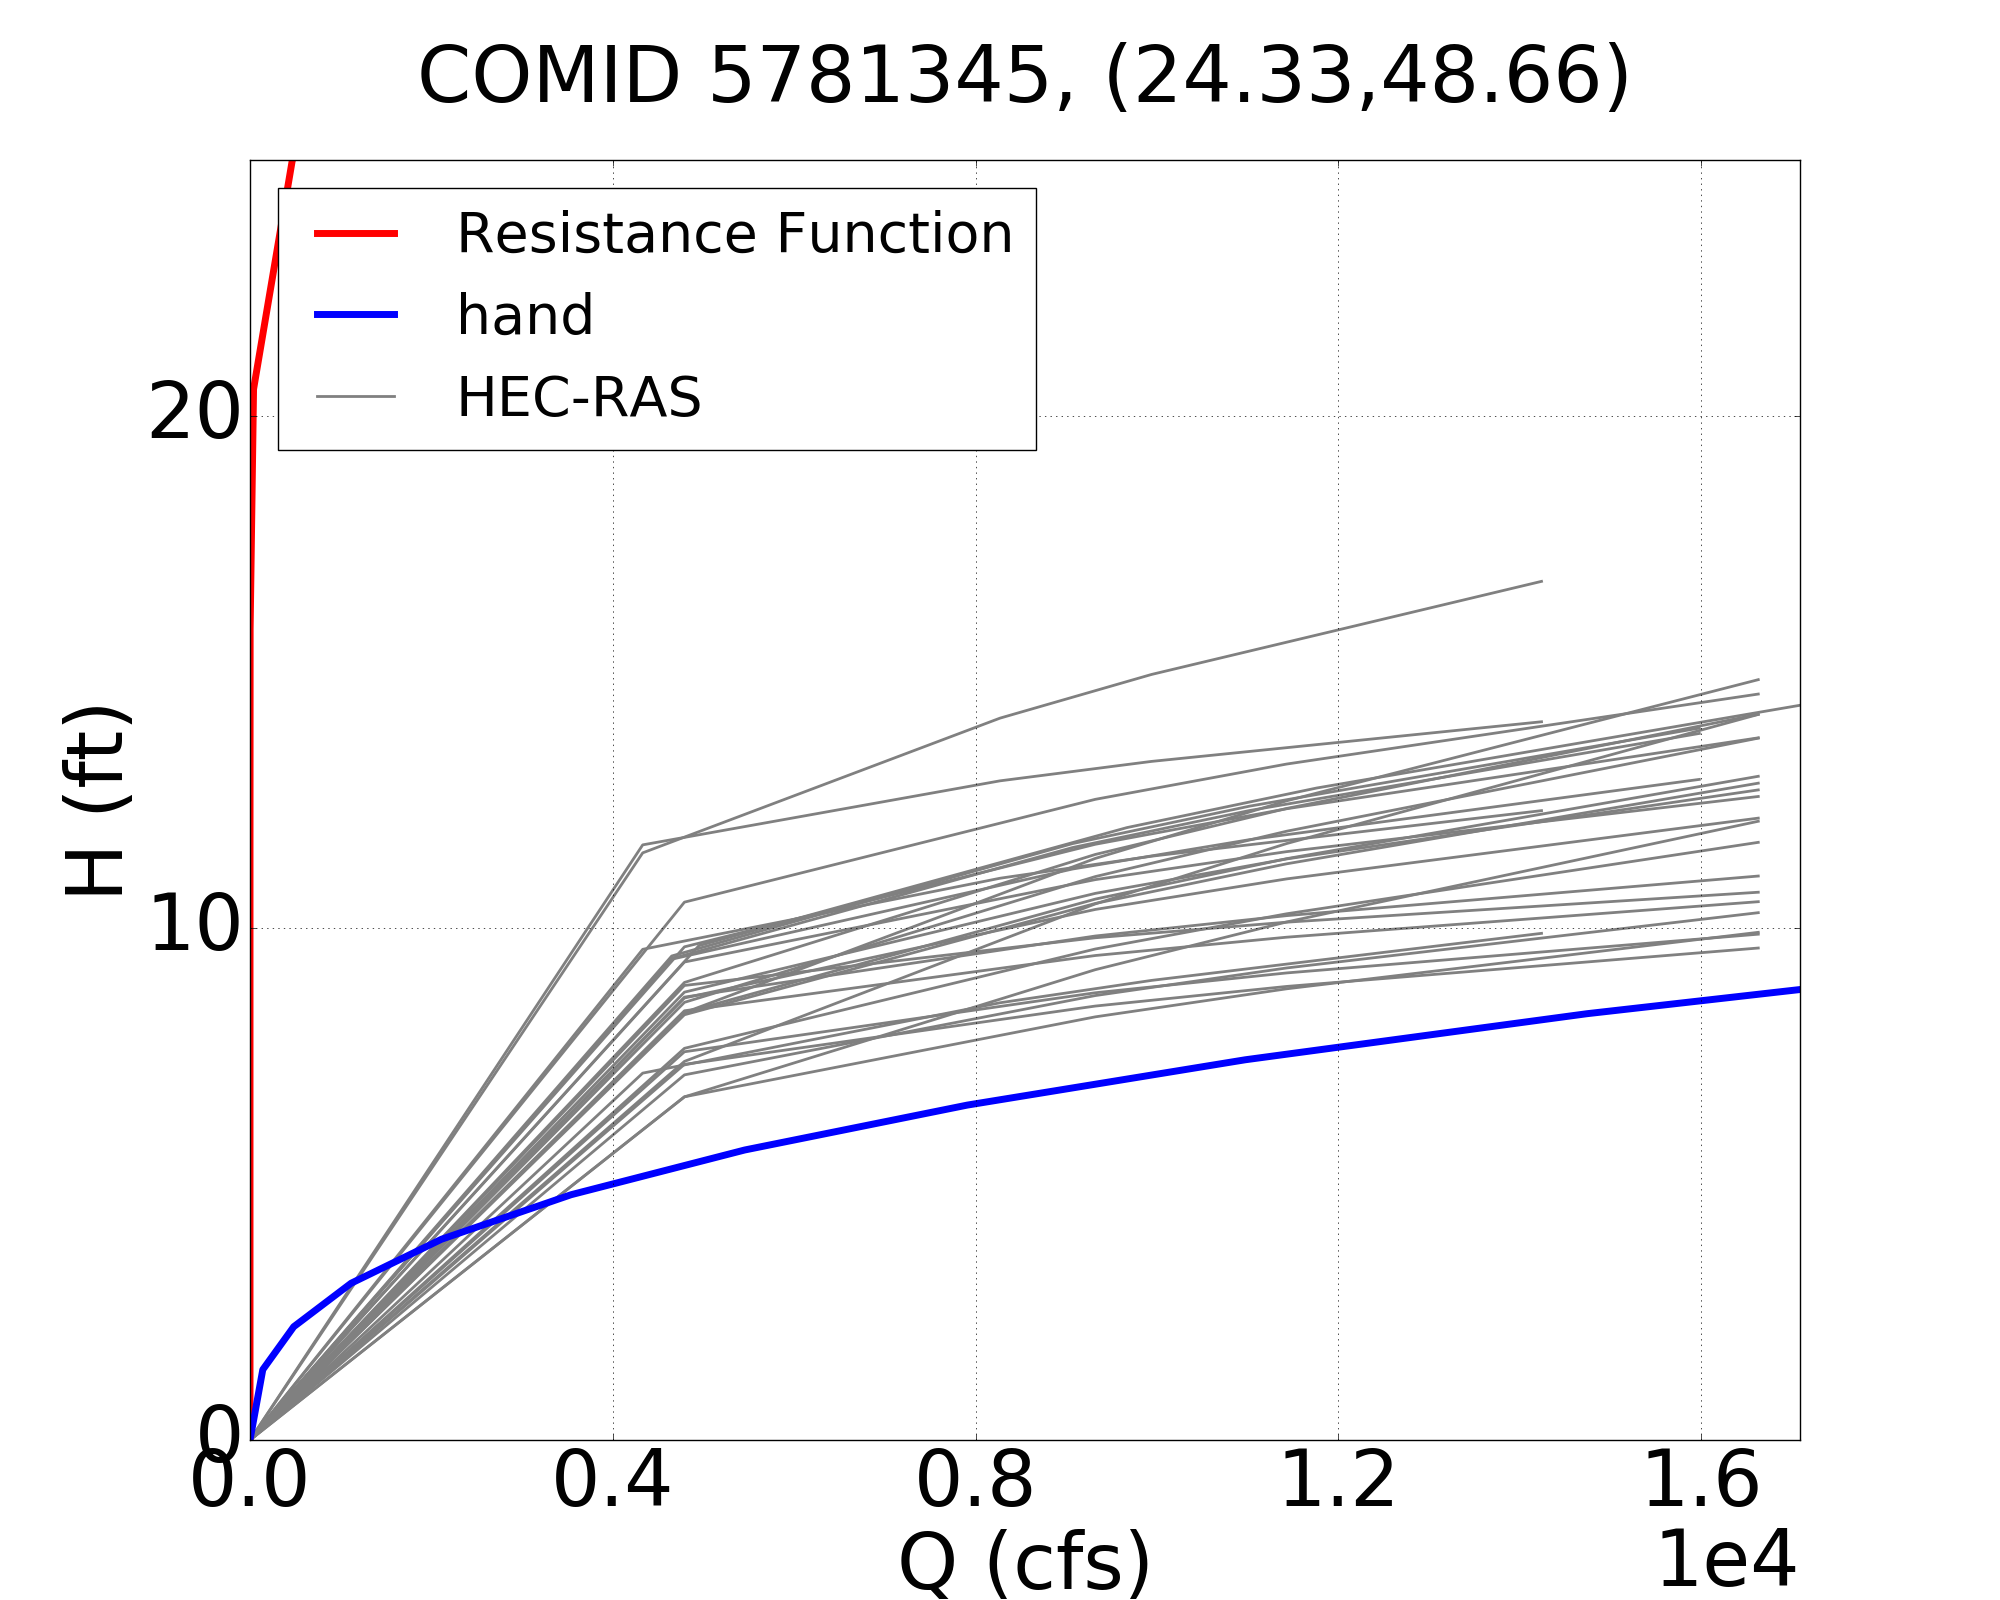 COMID 5781345, (24.33,48.66)
Resistance Function
hand
HEC-RAS
20
10
0
H (ft)
0.0 0.4 0.8 1.2 1.6
1e4
Q (cfs)